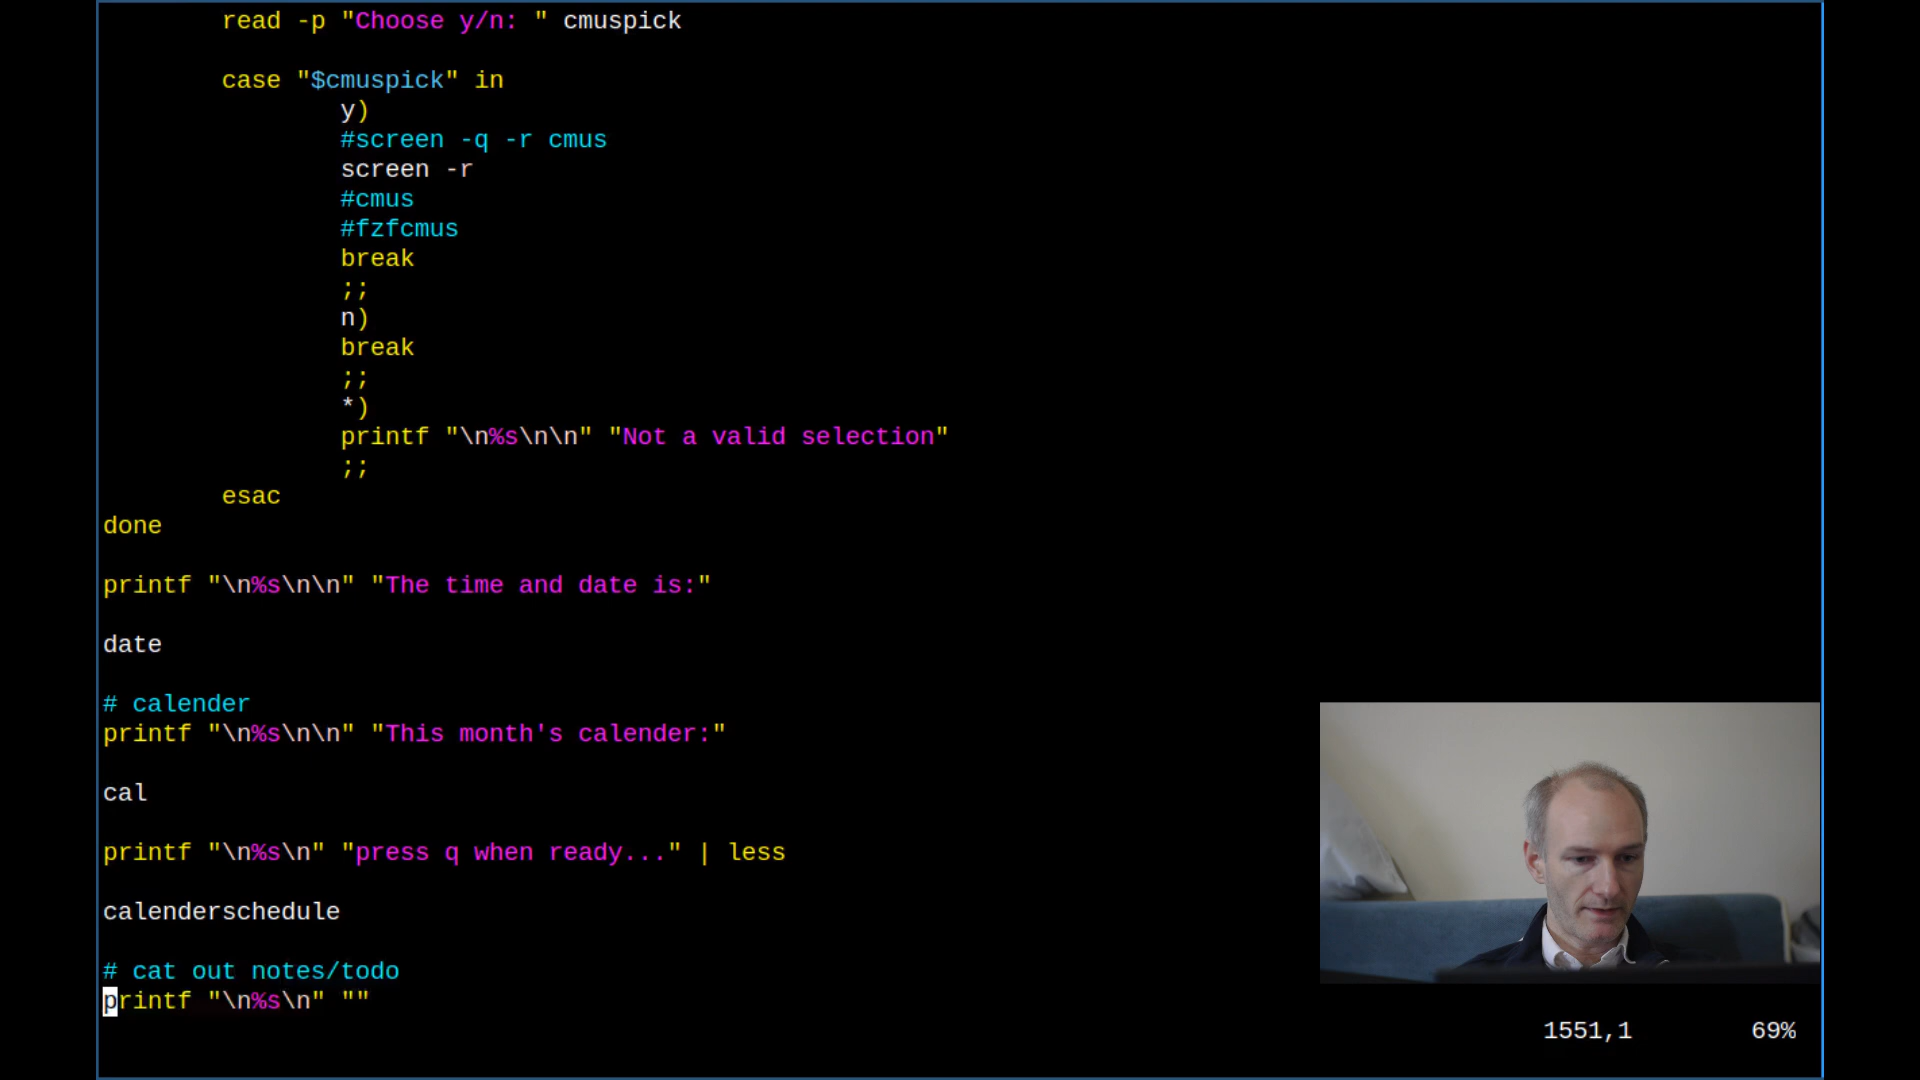 read -p "Choose y/n: " cmuspick
case "$cmuspick" in
y)
#screen -q -r cmus
screen -r
#cmus
#fzfcmus
break
;;
n)
break
;;
*)
printf "\n%s\n\n" "Not a valid selection"
;;
esac
done
printf "\n%s\n\n" "The time and date is:"
date
# calender
printf "\n%s\n\n" "This month's calender:"
cal
printf "\n%s\n" "press q when ready..." | less
calenderschedule
# cat out notes/todo
printf "\n%s\n" ""
1551,1 69%